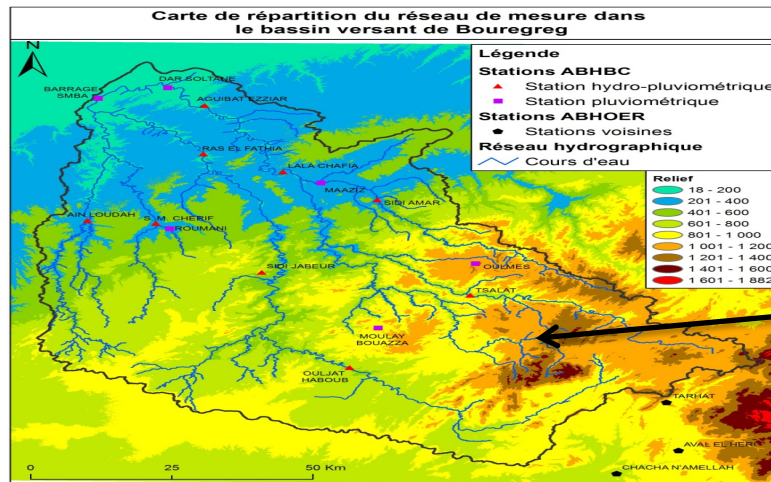 Carte de répartition du réseau de mesure dans
le bassin versant de Bouregreg
N
Légende
Stations ABHBC
Station hydro-pluviométrique
Station pluviométrique
Stations ABHOER
Stations voisines
Réseau hydrographique
Cours d'eau
Relief
18 - 200
201 - 400
401 - 600
601 - 800
801 - 1 000
1 001 - 1 200
1 201 - 1 400
1 401 - 1 600
1 601 - 1 882
DAR SOLTANE
BARRAGE
SMBA
AGUIBAT EZZIAR
RAS EL FATHIA
LALA CHAFIA
MAAZIZ
SIDI AMAR
AIN LOUDAH
S.M. CHERIF
ROUMANI
SIDI JABEUR
OULMES
TSALAT
MOULAY
BOUAZZA
OULJAT
HABOUB
TARHAT
AVAL EL HERI
CHACHA N'AMELLAH
0 25 50 Km